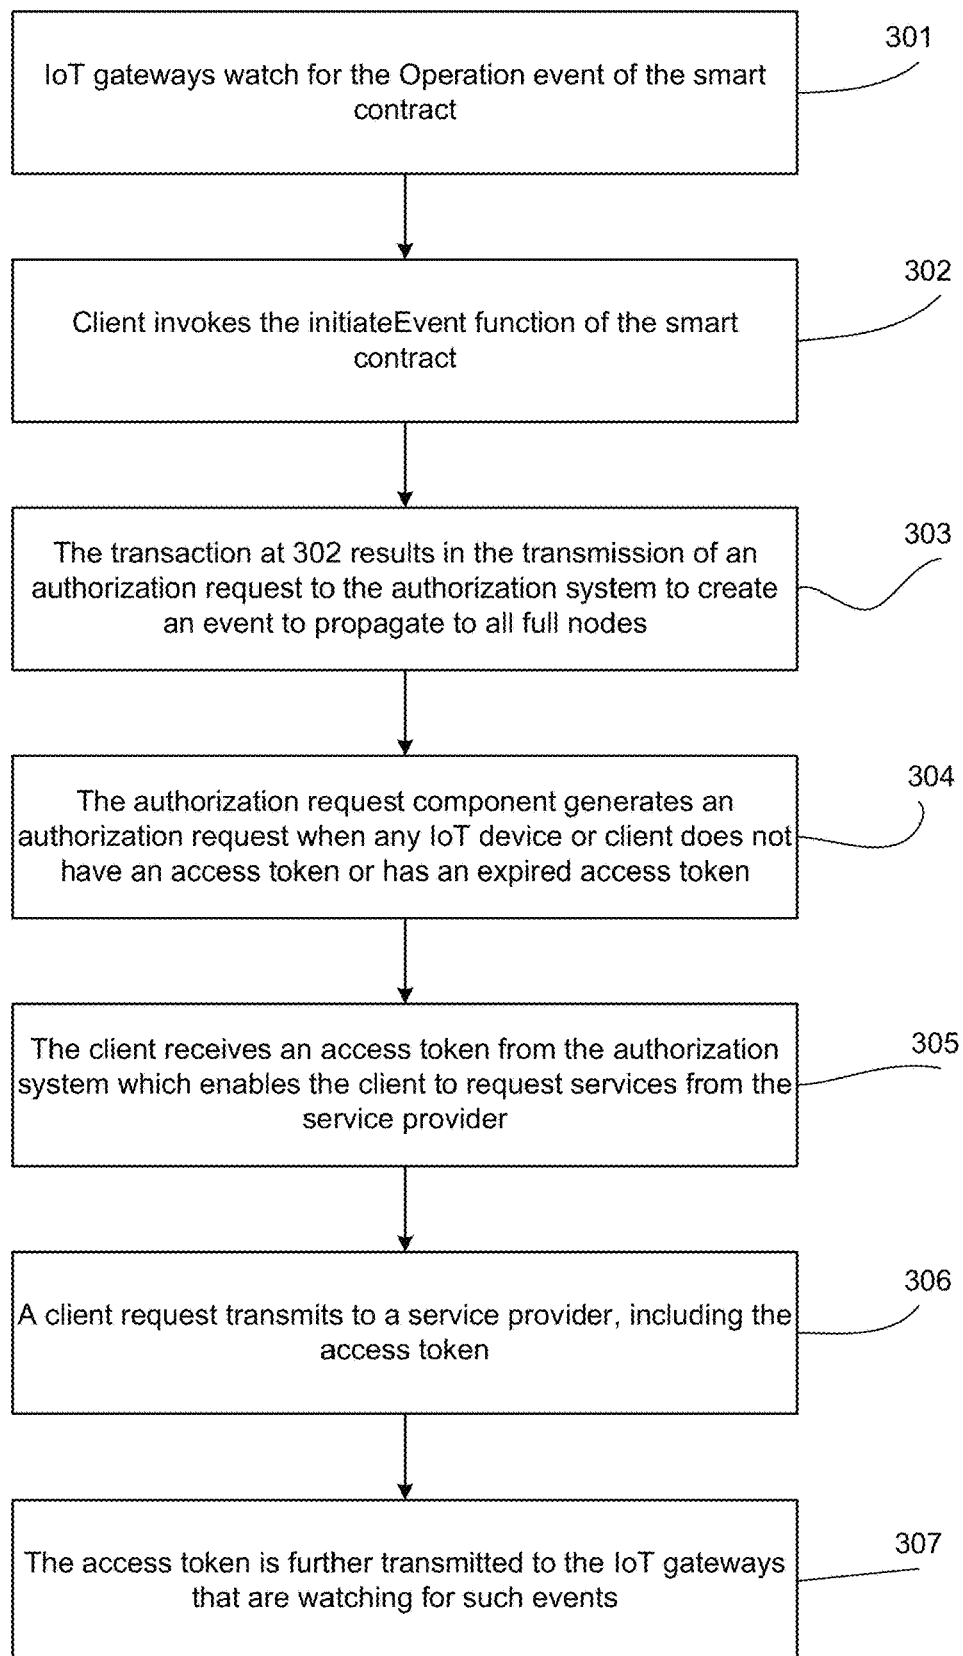 IoT gateways watch for the Operation event of the smart
contract
301
Client invokes the initiateEvent function of the smart
contract
302
The transaction at 302 results in the transmission of an
authorization request to the authorization system to create
an event to propagate to all full nodes
303
The authorization request component generates an
authorization request when any IoT device or client does not
have an access token or has an expired access token
304
The client receives an access token from the authorization
system which enables the client to request services from the
service provider
305
A client request transmits to a service provider, including the
access token
306
The access token is further transmitted to the IoT gateways
that are watching for such events
307